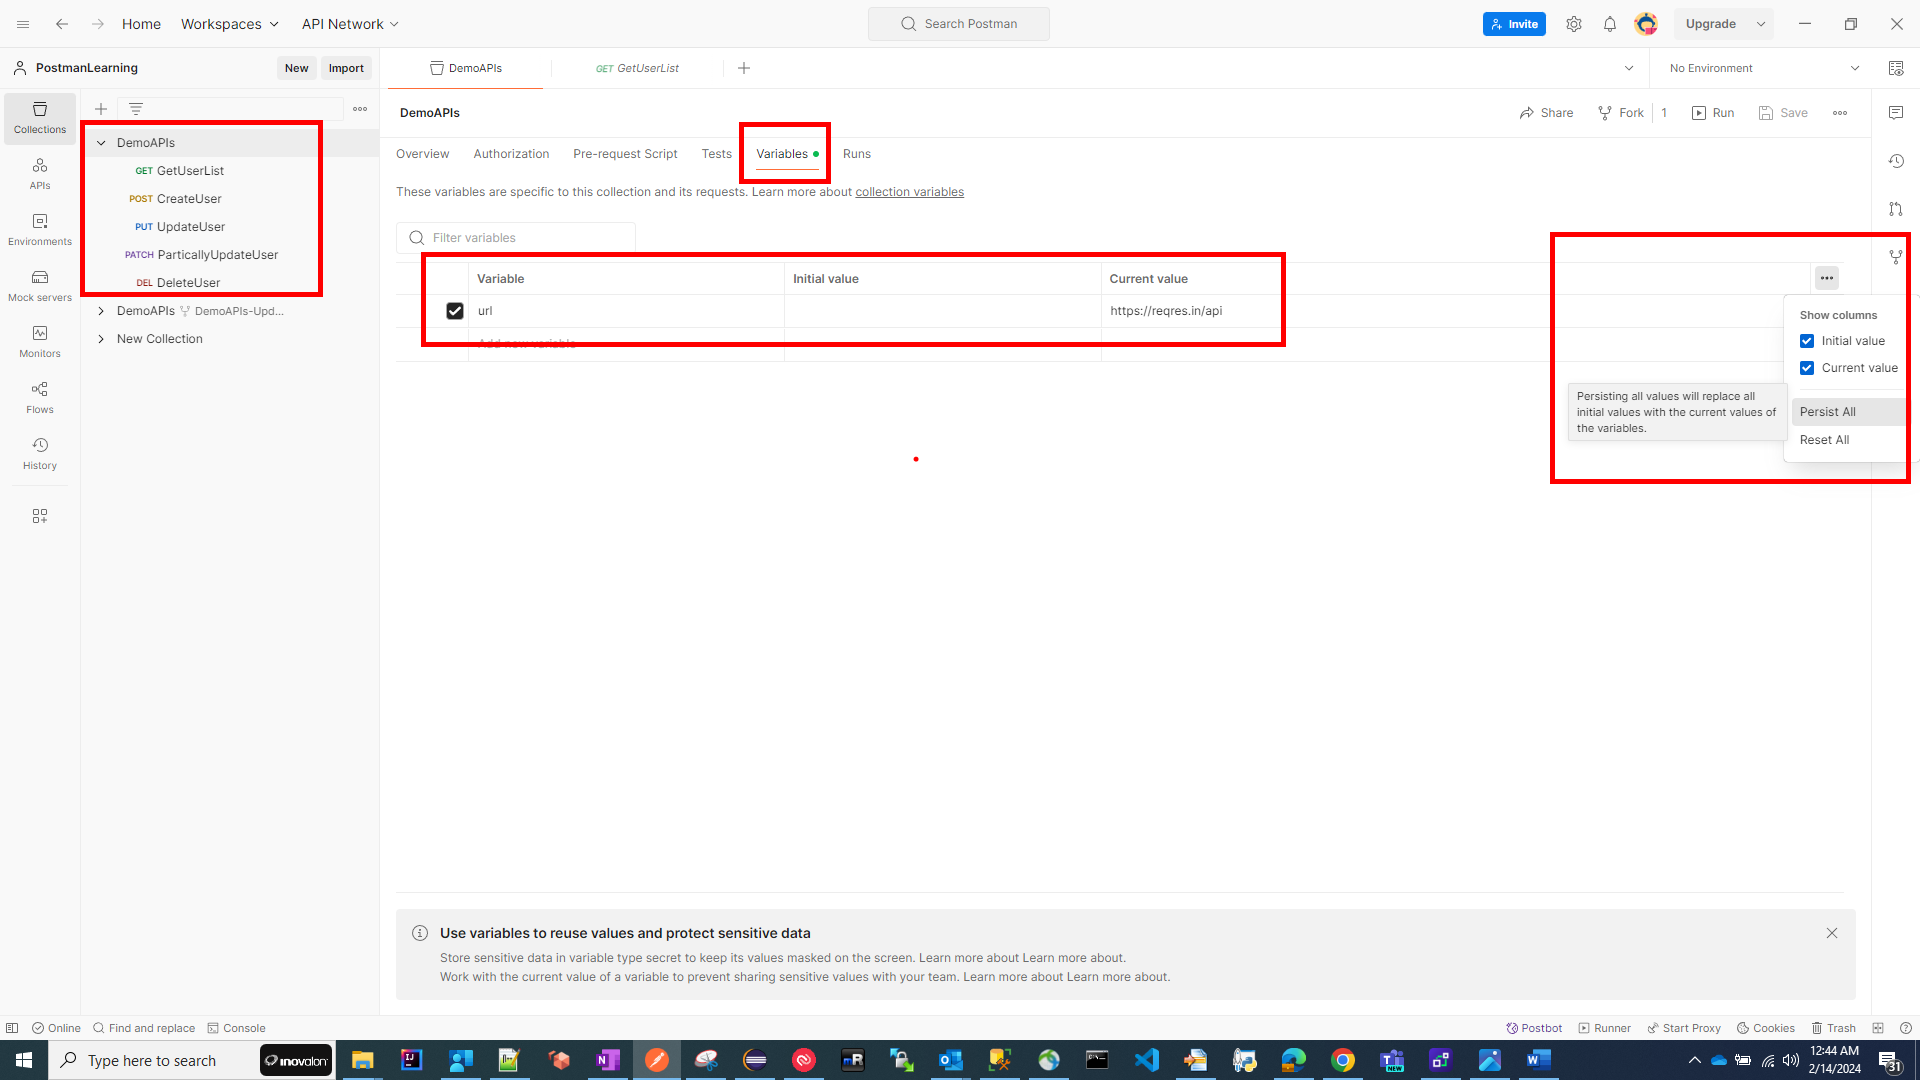 Home Workspaces API Network Search Postman Invite Upgrade
PostmanLearning New Import DemoAPIs GET GetUserList No Environment
Collections
APIs
Environments
Mock servers
Monitors
Flows
History
DemoAPIs
GET GetUserList
POST CreateUser
PUT UpdateUser
PATCH ParticallyUpdateUser
DEL DeleteUser
DemoAPIs DemoAPIs-Upd...
New Collection
DemoAPIs Share Fork 1 Run Save
Overview Authorization Pre-request Script Tests Variables Runs
These variables are specific to this collection and its requests. Learn more about collection variables
Filter variables
Variable Initial value Current value
url https://reqres.in/api
Add new variable
Show columns
Initial value
Current value
Persist All
Reset All
Persisting all values will replace all
initial values with the current values of
the variables.
Use variables to reuse values and protect sensitive data
Store sensitive data in variable type secret to keep its values masked on the screen. Learn more about Learn more about.
Work with the current value of a variable to prevent sharing sensitive values with your team. Learn more about Learn more about.
Online Find and replace Console Postbot Runner Start Proxy Cookies Trash
Type here to search inovalon 12:44 AM
2/14/2024 31